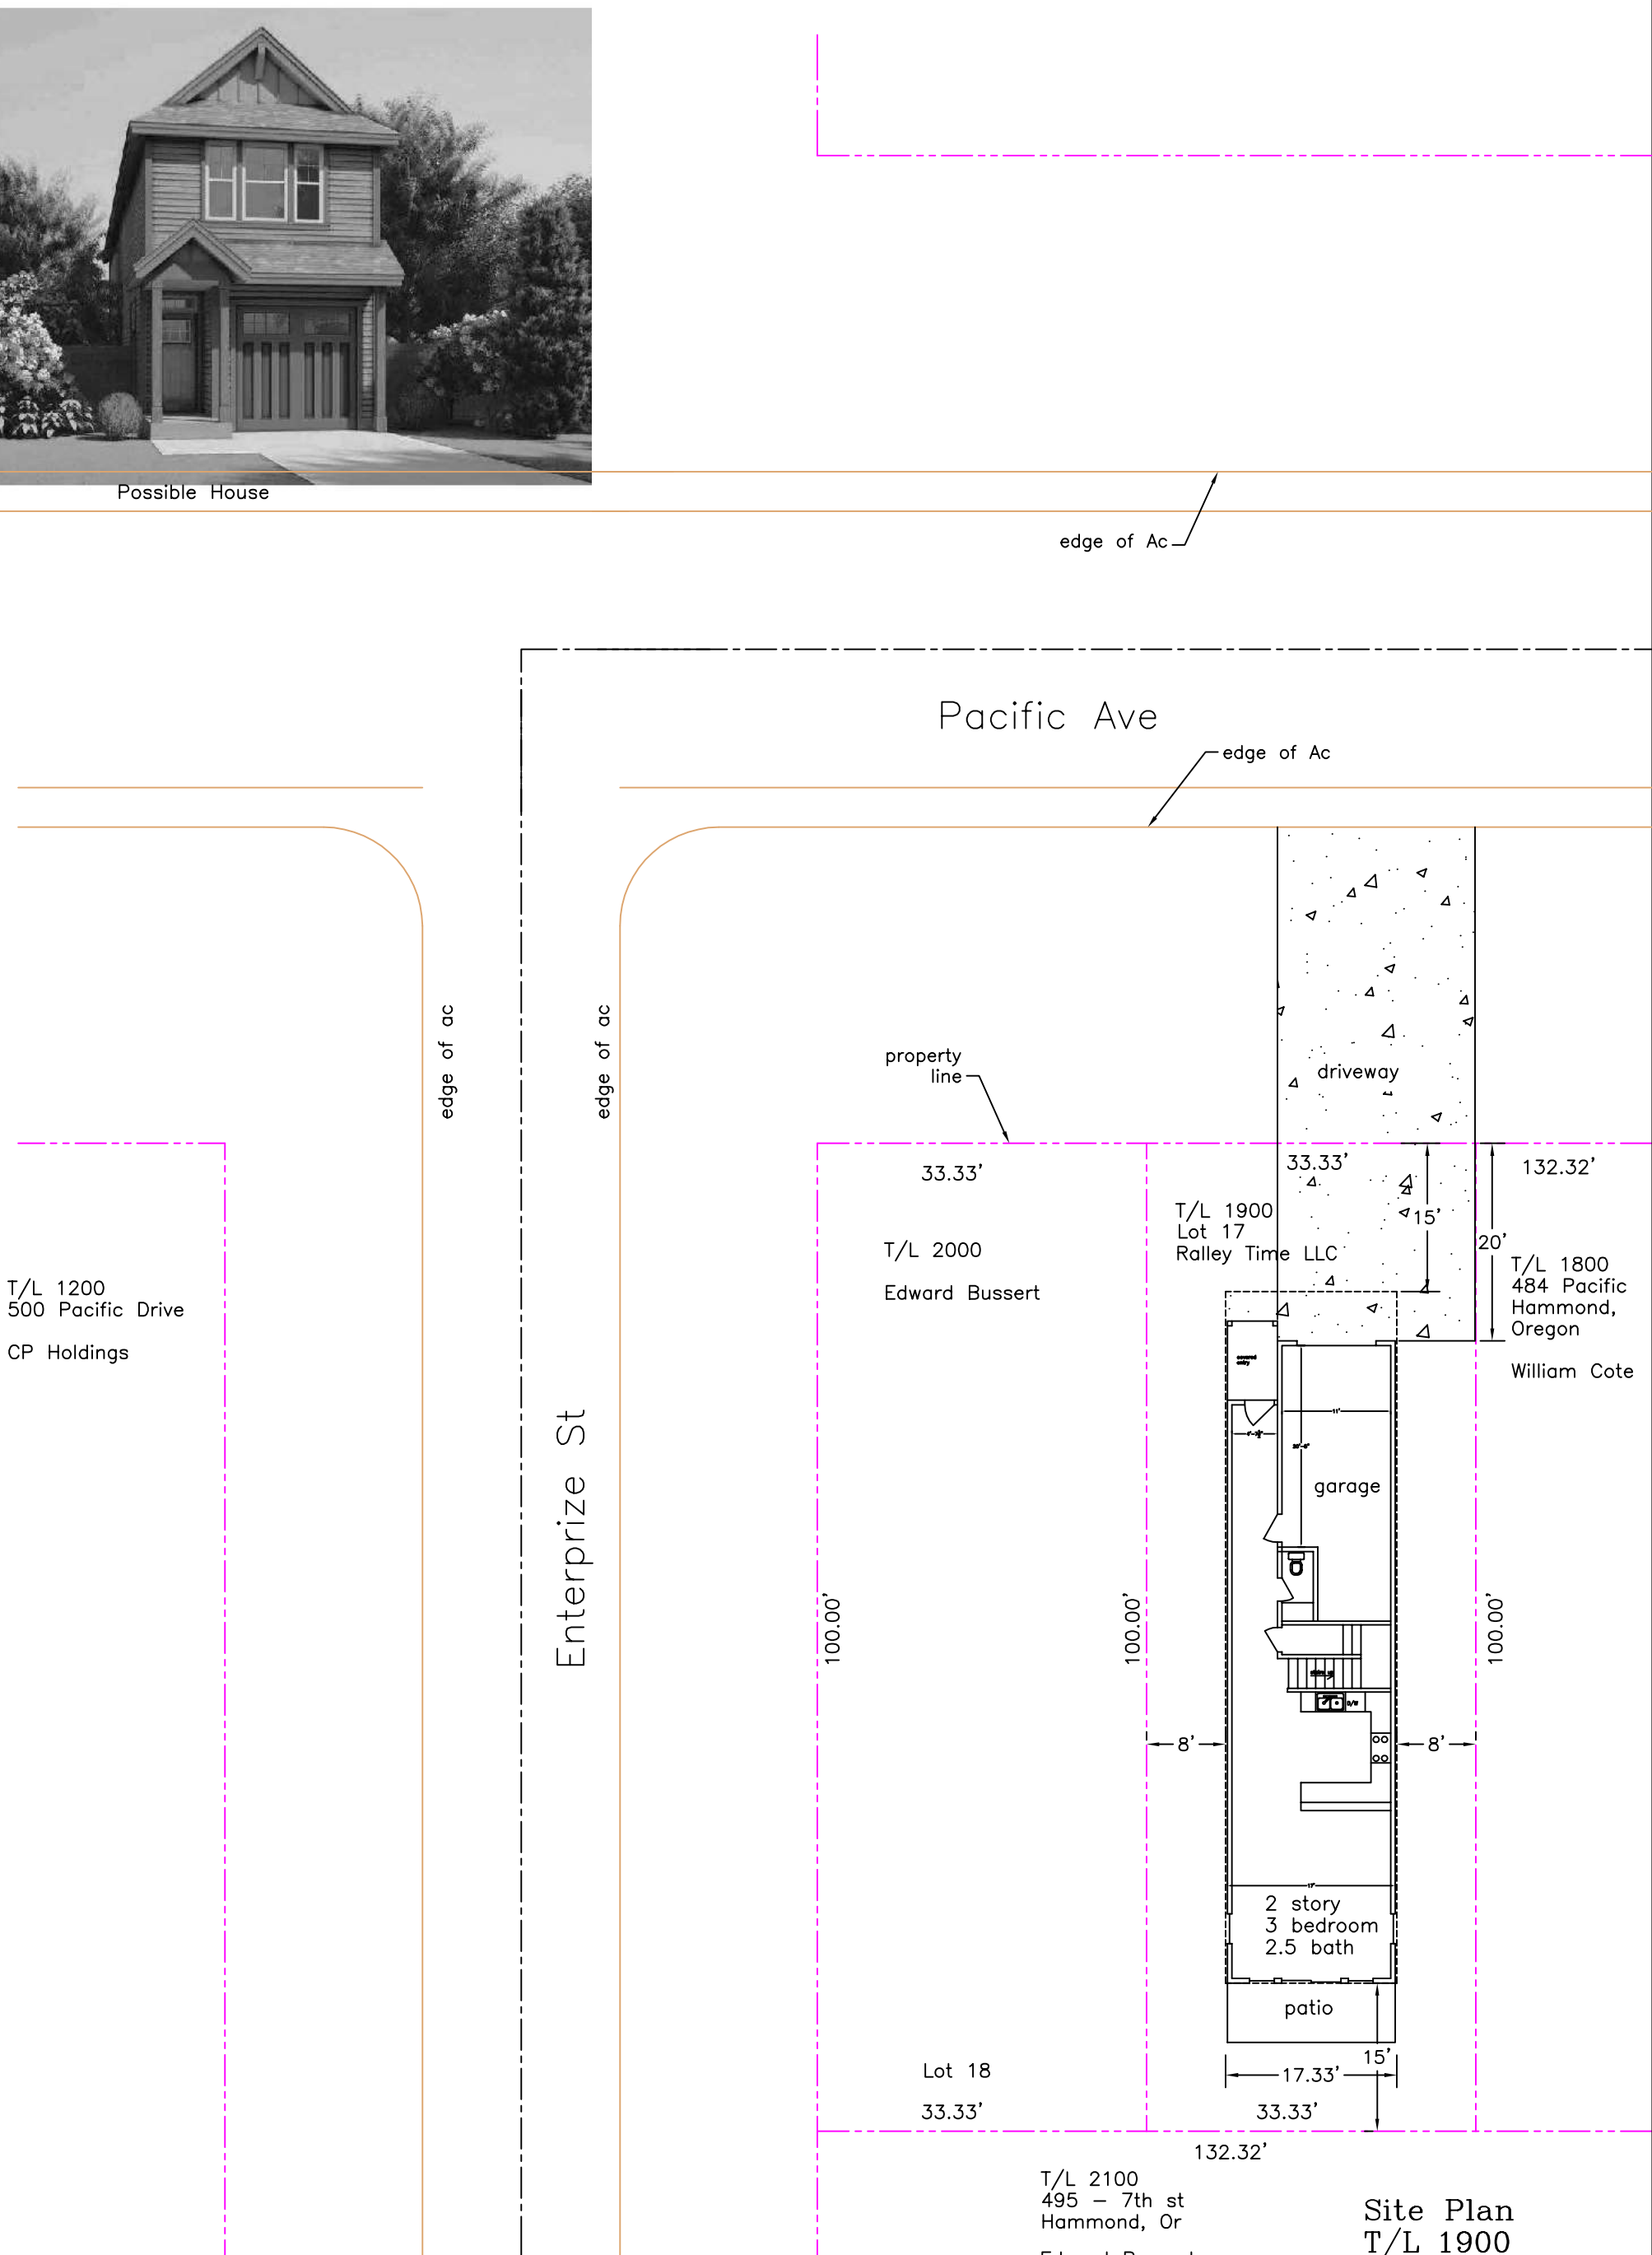 Possible House
edge of Ac
Pacific Ave
edge of Ac
edge of ac
edge of ac
Enterprize St
property
line
driveway
33.33'
33.33'
132.32'
15'
20'
T/L 1900
Lot 17
Ralley Time LLC
T/L 2000
Edward Bussert
T/L 1800
484 Pacific
Hammond,
Oregon
William Cote
T/L 1200
500 Pacific Drive
CP Holdings
covered
entry
11'
garage
100.00'
100.00'
100.00'
D/W
8'
8'
17'
2 story
3 bedroom
2.5 bath
patio
15'
17.33'
Lot 18
33.33'
33.33'
132.32'
T/L 2100
495 – 7th st
Hammond, Or
Site Plan
T/L 1900